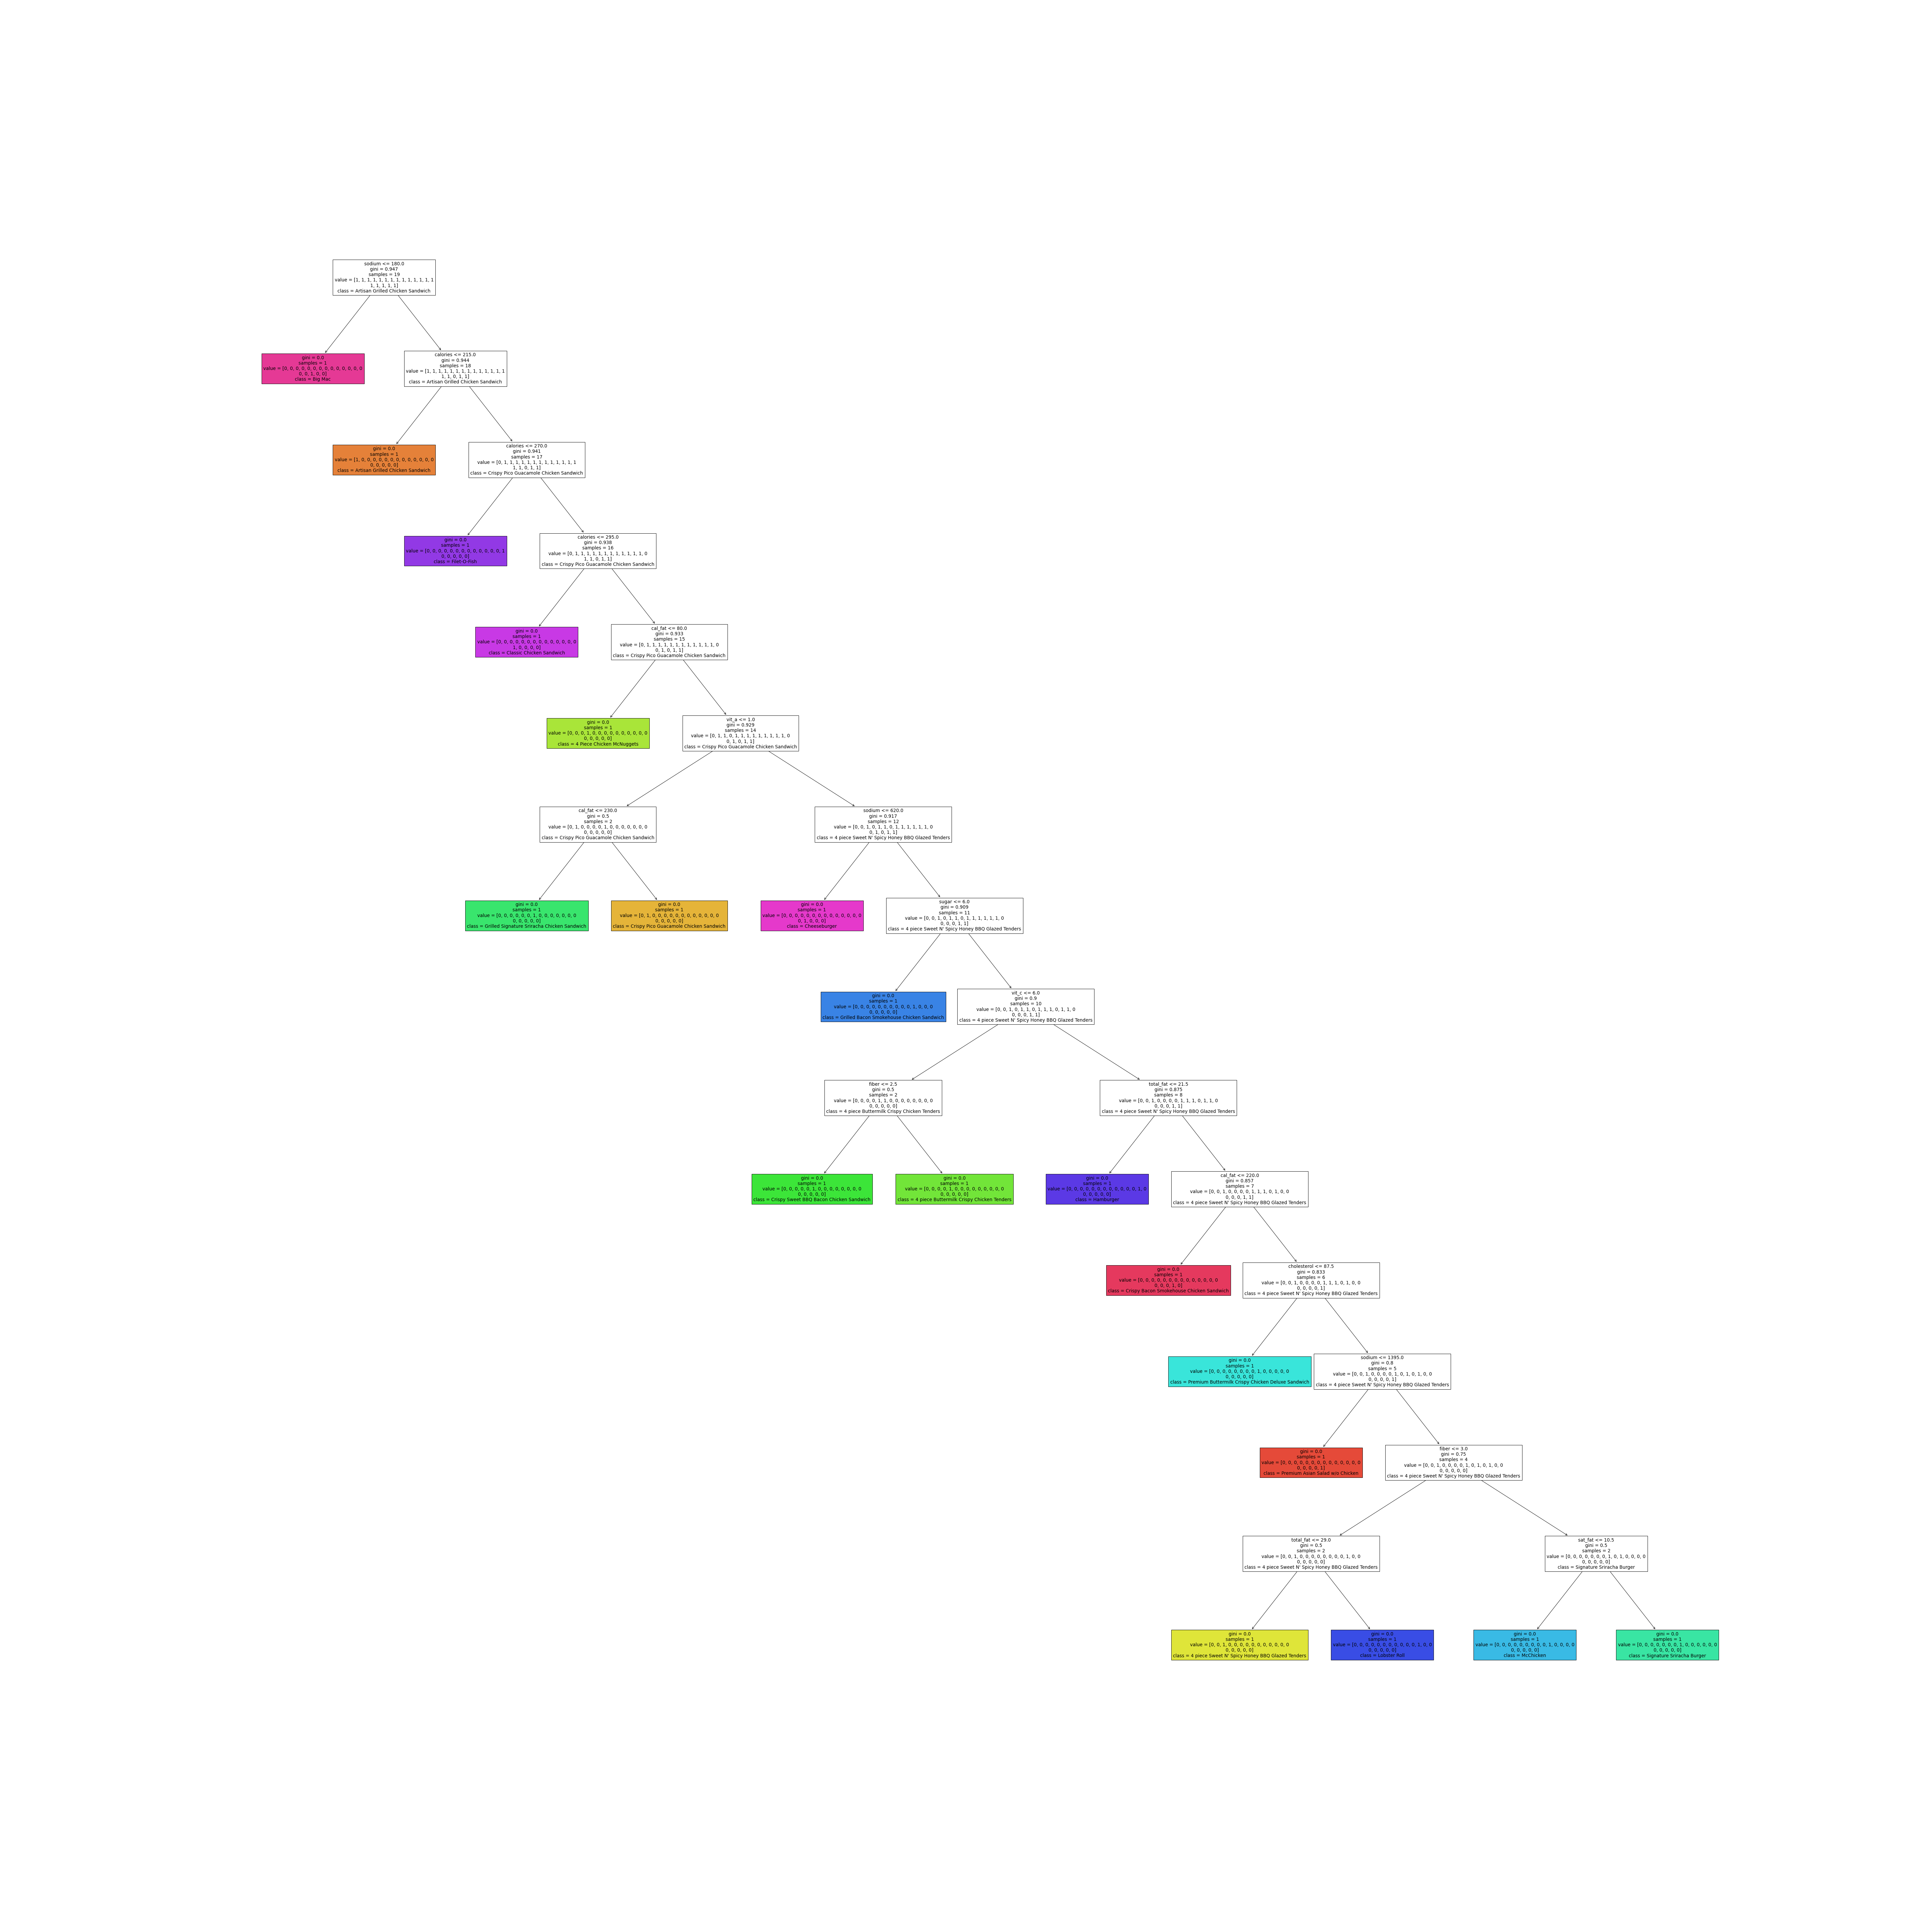 sodium <= 180.0
gini = 0.947
samples = 19
value = [1, 1, 1, 1, 1, 1, 1, 1, 1, 1, 1, 1, 1, 1
1, 1, 1, 1, 1]
class = Artisan Grilled Chicken Sandwich
gini = 0.0
samples = 1
value = [0, 0, 0, 0, 0, 0, 0, 0, 0, 0, 0, 0, 0, 0
0, 0, 1, 0, 0]
class = Big Mac
calories <= 215.0
gini = 0.944
samples = 18
value = [1, 1, 1, 1, 1, 1, 1, 1, 1, 1, 1, 1, 1, 1
1, 1, 0, 1, 1]
class = Artisan Grilled Chicken Sandwich
gini = 0.0
samples = 1
value = [1, 0, 0, 0, 0, 0, 0, 0, 0, 0, 0, 0, 0, 0
0, 0, 0, 0, 0]
class = Artisan Grilled Chicken Sandwich
calories <= 270.0
gini = 0.941
samples = 17
value = [0, 1, 1, 1, 1, 1, 1, 1, 1, 1, 1, 1, 1, 1
1, 1, 0, 1, 1]
class = Crispy Pico Guacamole Chicken Sandwich
gini = 0.0
samples = 1
value = [0, 0, 0, 0, 0, 0, 0, 0, 0, 0, 0, 0, 0, 1
0, 0, 0, 0, 0]
class = Filet-O-Fish
calories <= 295.0
gini = 0.938
samples = 16
value = [0, 1, 1, 1, 1, 1, 1, 1, 1, 1, 1, 1, 1, 0
1, 1, 0, 1, 1]
class = Crispy Pico Guacamole Chicken Sandwich
gini = 0.0
samples = 1
value = [0, 0, 0, 0, 0, 0, 0, 0, 0, 0, 0, 0, 0, 0
1, 0, 0, 0, 0]
class = Classic Chicken Sandwich
cal_fat <= 80.0
gini = 0.933
samples = 15
value = [0, 1, 1, 1, 1, 1, 1, 1, 1, 1, 1, 1, 1, 0
0, 1, 0, 1, 1]
class = Crispy Pico Guacamole Chicken Sandwich
gini = 0.0
samples = 1
value = [0, 0, 0, 1, 0, 0, 0, 0, 0, 0, 0, 0, 0, 0
0, 0, 0, 0, 0]
class = 4 Piece Chicken McNuggets
vit_a <= 1.0
gini = 0.929
samples = 14
value = [0, 1, 1, 0, 1, 1, 1, 1, 1, 1, 1, 1, 1, 0
0, 1, 0, 1, 1]
class = Crispy Pico Guacamole Chicken Sandwich
cal_fat <= 230.0
gini = 0.5
samples = 2
value = [0, 1, 0, 0, 0, 0, 1, 0, 0, 0, 0, 0, 0, 0
0, 0, 0, 0, 0]
class = Crispy Pico Guacamole Chicken Sandwich
sodium <= 620.0
gini = 0.917
samples = 12
value = [0, 0, 1, 0, 1, 1, 0, 1, 1, 1, 1, 1, 1, 0
0, 1, 0, 1, 1]
class = 4 piece Sweet N' Spicy Honey BBQ Glazed Tenders
gini = 0.0
samples = 1
value = [0, 0, 0, 0, 0, 0, 1, 0, 0, 0, 0, 0, 0, 0
0, 0, 0, 0, 0]
class = Grilled Signature Sriracha Chicken Sandwich
gini = 0.0
samples = 1
value = [0, 1, 0, 0, 0, 0, 0, 0, 0, 0, 0, 0, 0, 0
0, 0, 0, 0, 0]
class = Crispy Pico Guacamole Chicken Sandwich
gini = 0.0
samples = 1
value = [0, 0, 0, 0, 0, 0, 0, 0, 0, 0, 0, 0, 0, 0
0, 1, 0, 0, 0]
class = Cheeseburger
sugar <= 6.0
gini = 0.909
samples = 11
value = [0, 0, 1, 0, 1, 1, 0, 1, 1, 1, 1, 1, 1, 0
0, 0, 0, 1, 1]
class = 4 piece Sweet N' Spicy Honey BBQ Glazed Tenders
gini = 0.0
samples = 1
value = [0, 0, 0, 0, 0, 0, 0, 0, 0, 0, 1, 0, 0, 0
0, 0, 0, 0, 0]
class = Grilled Bacon Smokehouse Chicken Sandwich
vit_c <= 6.0
gini = 0.9
samples = 10
value = [0, 0, 1, 0, 1, 1, 0, 1, 1, 1, 0, 1, 1, 0
0, 0, 0, 1, 1]
class = 4 piece Sweet N' Spicy Honey BBQ Glazed Tenders
fiber <= 2.5
gini = 0.5
samples = 2
value = [0, 0, 0, 0, 1, 1, 0, 0, 0, 0, 0, 0, 0, 0
0, 0, 0, 0, 0]
class = 4 piece Buttermilk Crispy Chicken Tenders
total_fat <= 21.5
gini = 0.875
samples = 8
value = [0, 0, 1, 0, 0, 0, 0, 1, 1, 1, 0, 1, 1, 0
0, 0, 0, 1, 1]
class = 4 piece Sweet N' Spicy Honey BBQ Glazed Tenders
gini = 0.0
samples = 1
value = [0, 0, 0, 0, 0, 1, 0, 0, 0, 0, 0, 0, 0, 0
0, 0, 0, 0, 0]
class = Crispy Sweet BBQ Bacon Chicken Sandwich
gini = 0.0
samples = 1
value = [0, 0, 0, 0, 1, 0, 0, 0, 0, 0, 0, 0, 0, 0
0, 0, 0, 0, 0]
class = 4 piece Buttermilk Crispy Chicken Tenders
gini = 0.0
samples = 1
value = [0, 0, 0, 0, 0, 0, 0, 0, 0, 0, 0, 0, 1, 0
0, 0, 0, 0, 0]
class = Hamburger
cal_fat <= 220.0
gini = 0.857
samples = 7
value = [0, 0, 1, 0, 0, 0, 0, 1, 1, 1, 0, 1, 0, 0
0, 0, 0, 1, 1]
class = 4 piece Sweet N' Spicy Honey BBQ Glazed Tenders
gini = 0.0
samples = 1
value = [0, 0, 0, 0, 0, 0, 0, 0, 0, 0, 0, 0, 0, 0
0, 0, 0, 1, 0]
class = Crispy Bacon Smokehouse Chicken Sandwich
cholesterol <= 87.5
gini = 0.833
samples = 6
value = [0, 0, 1, 0, 0, 0, 0, 1, 1, 1, 0, 1, 0, 0
0, 0, 0, 0, 1]
class = 4 piece Sweet N' Spicy Honey BBQ Glazed Tenders
gini = 0.0
samples = 1
value = [0, 0, 0, 0, 0, 0, 0, 0, 1, 0, 0, 0, 0, 0
0, 0, 0, 0, 0]
class = Premium Buttermilk Crispy Chicken Deluxe Sandwich
sodium <= 1395.0
gini = 0.8
samples = 5
value = [0, 0, 1, 0, 0, 0, 0, 1, 0, 1, 0, 1, 0, 0
0, 0, 0, 0, 1]
class = 4 piece Sweet N' Spicy Honey BBQ Glazed Tenders
gini = 0.0
samples = 1
value = [0, 0, 0, 0, 0, 0, 0, 0, 0, 0, 0, 0, 0, 0
0, 0, 0, 0, 1]
class = Premium Asian Salad w/o Chicken
fiber <= 3.0
gini = 0.75
samples = 4
value = [0, 0, 1, 0, 0, 0, 0, 1, 0, 1, 0, 1, 0, 0
0, 0, 0, 0, 0]
class = 4 piece Sweet N' Spicy Honey BBQ Glazed Tenders
total_fat <= 29.0
gini = 0.5
samples = 2
value = [0, 0, 1, 0, 0, 0, 0, 0, 0, 0, 0, 1, 0, 0
0, 0, 0, 0, 0]
class = 4 piece Sweet N' Spicy Honey BBQ Glazed Tenders
sat_fat <= 10.5
gini = 0.5
samples = 2
value = [0, 0, 0, 0, 0, 0, 0, 1, 0, 1, 0, 0, 0, 0
0, 0, 0, 0, 0]
class = Signature Sriracha Burger
gini = 0.0
samples = 1
value = [0, 0, 1, 0, 0, 0, 0, 0, 0, 0, 0, 0, 0, 0
0, 0, 0, 0, 0]
class = 4 piece Sweet N' Spicy Honey BBQ Glazed Tenders
gini = 0.0
samples = 1
value = [0, 0, 0, 0, 0, 0, 0, 0, 0, 0, 0, 1, 0, 0
0, 0, 0, 0, 0]
class = Lobster Roll
gini = 0.0
samples = 1
value = [0, 0, 0, 0, 0, 0, 0, 0, 0, 1, 0, 0, 0, 0
0, 0, 0, 0, 0]
class = McChicken
gini = 0.0
samples = 1
value = [0, 0, 0, 0, 0, 0, 0, 1, 0, 0, 0, 0, 0, 0
0, 0, 0, 0, 0]
class = Signature Sriracha Burger